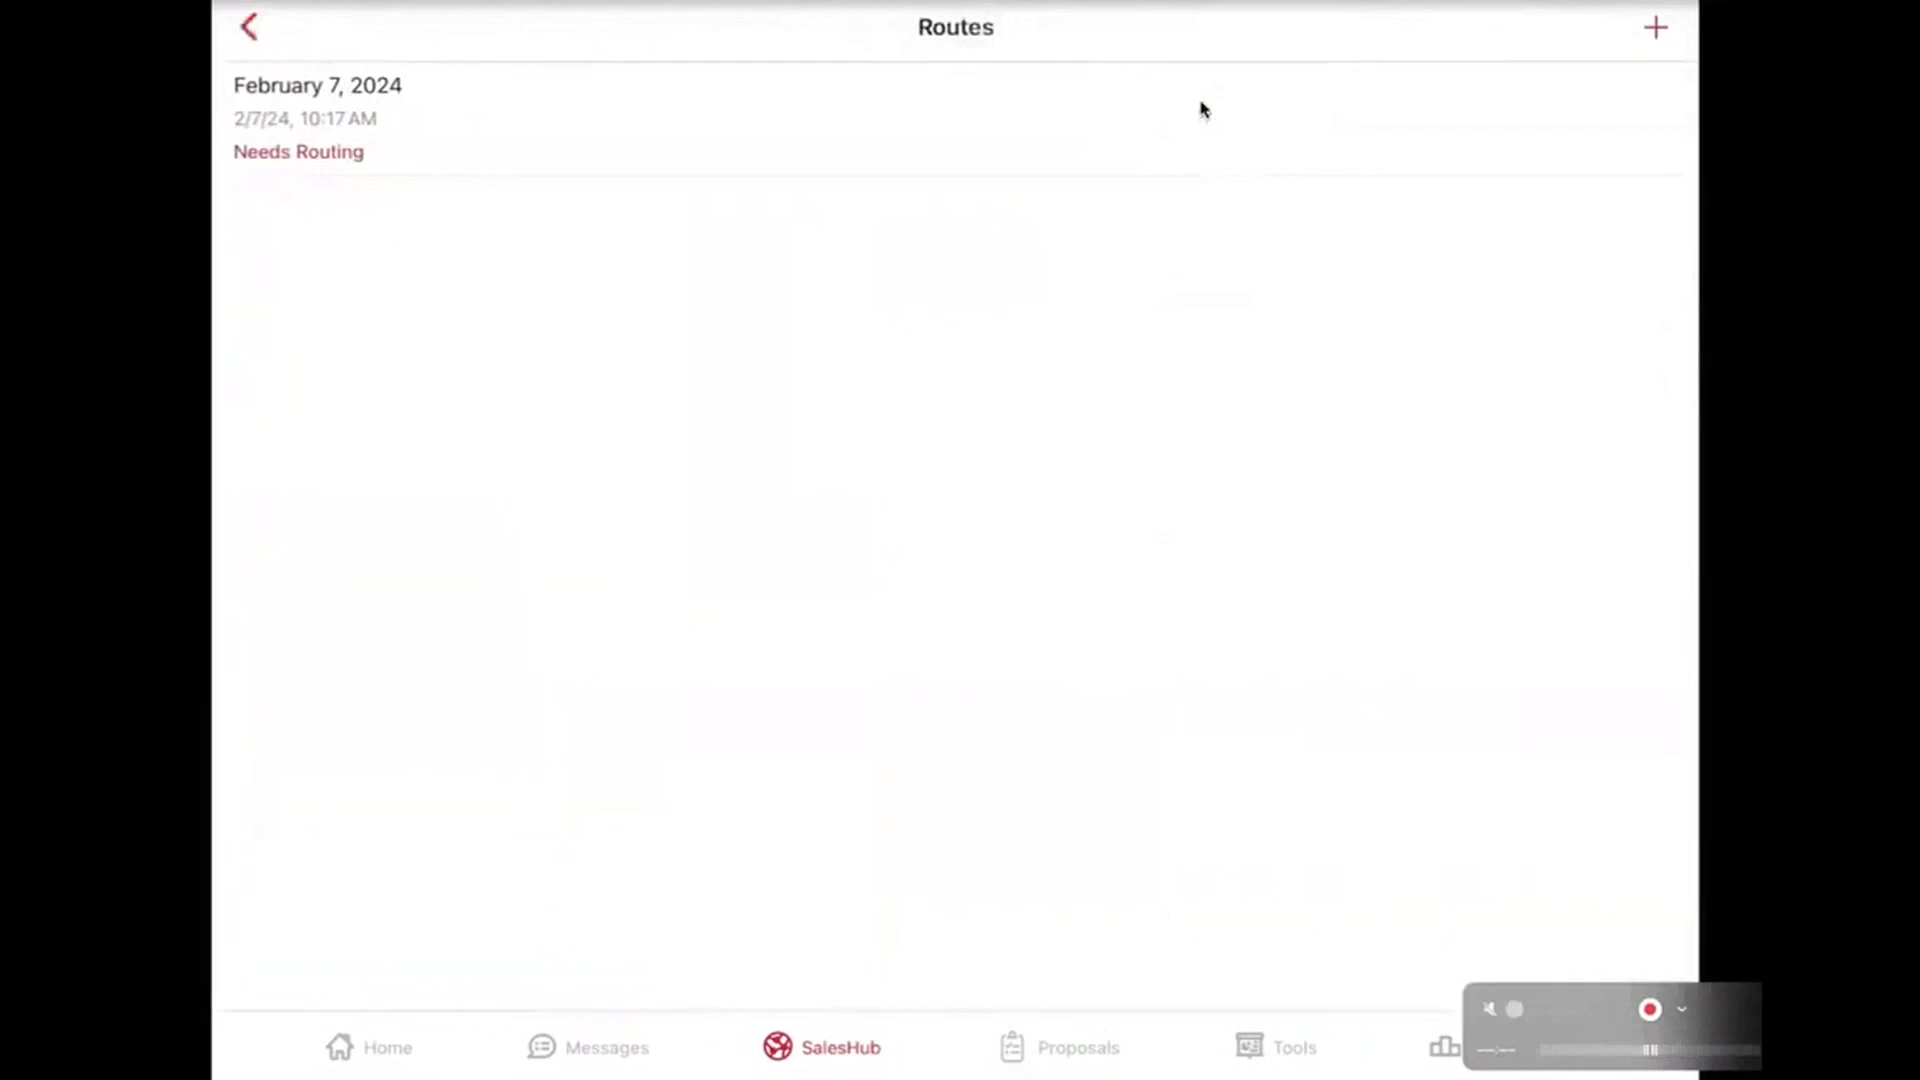 Routes
February 7, 2024
2/7/24, 10:17 AM
Needs Routing
Home
Messages
SalesHub
Proposals
Tools